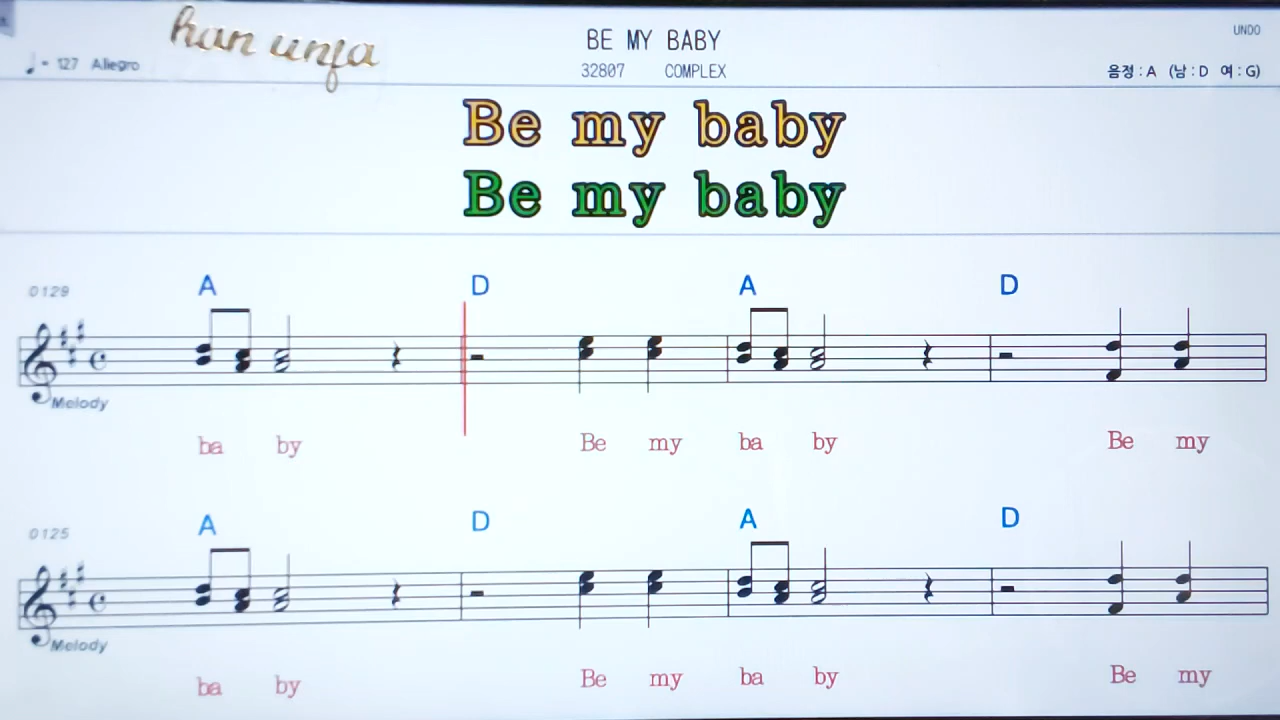 han unfa
BE MY BABY
UNDO
♩= 127 Allegro
32807 COMPLEX
음정 : A (남 : D 여 : G)
Be my baby
Be my baby
0129
A D A D
Melody
ba by Be my ba by Be my
0125
A D A D
Melody
ba by Be my ba by Be my